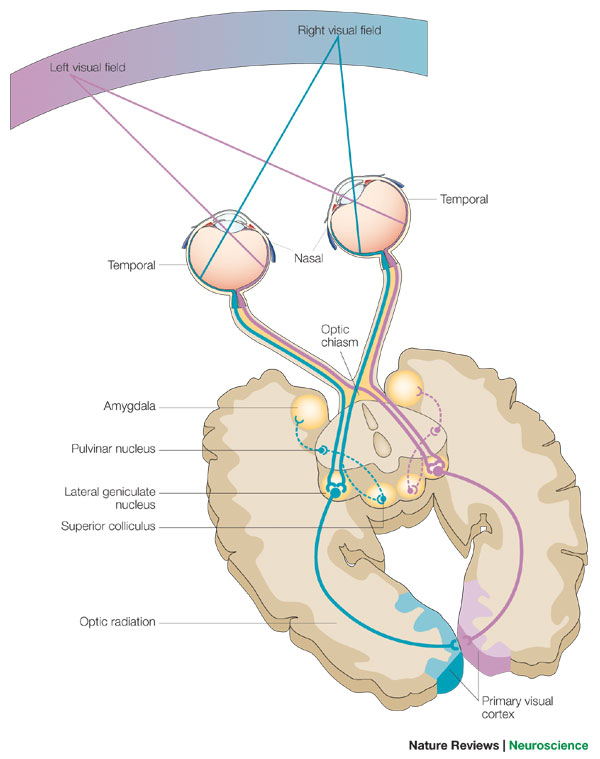 Right visual field
Left visual field
Temporal
Nasal
Temporal
Optic
chiasm
Amygdala
Pulvinar nucleus
Lateral geniculate
nucleus
Superior colliculus
Optic radiation
Primary visual
cortex
Nature Reviews | Neuroscience